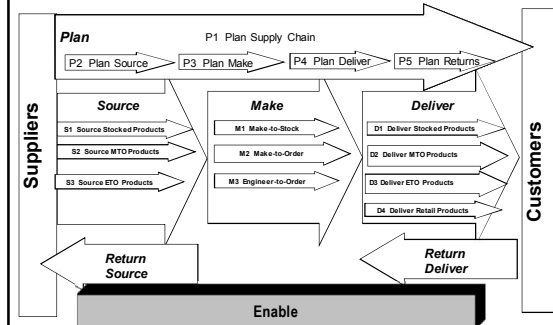 Plan
P1 Plan Supply Chain
P2 Plan Source
P3 Plan Make
P4 Plan Deliver
P5 Plan Returns
Suppliers
Source
S1 Source Stocked Products
S2 Source MTO Products
S3 Source ETO Products
Make
M1 Make-to-Stock
M2 Make-to-Order
M3 Engineer-to-Order
Deliver
D1 Deliver Stocked Products
D2 Deliver MTO Products
D3 Deliver ETO Products
D4 Deliver Retail Products
Customers
Return
Source
Return
Deliver
Enable